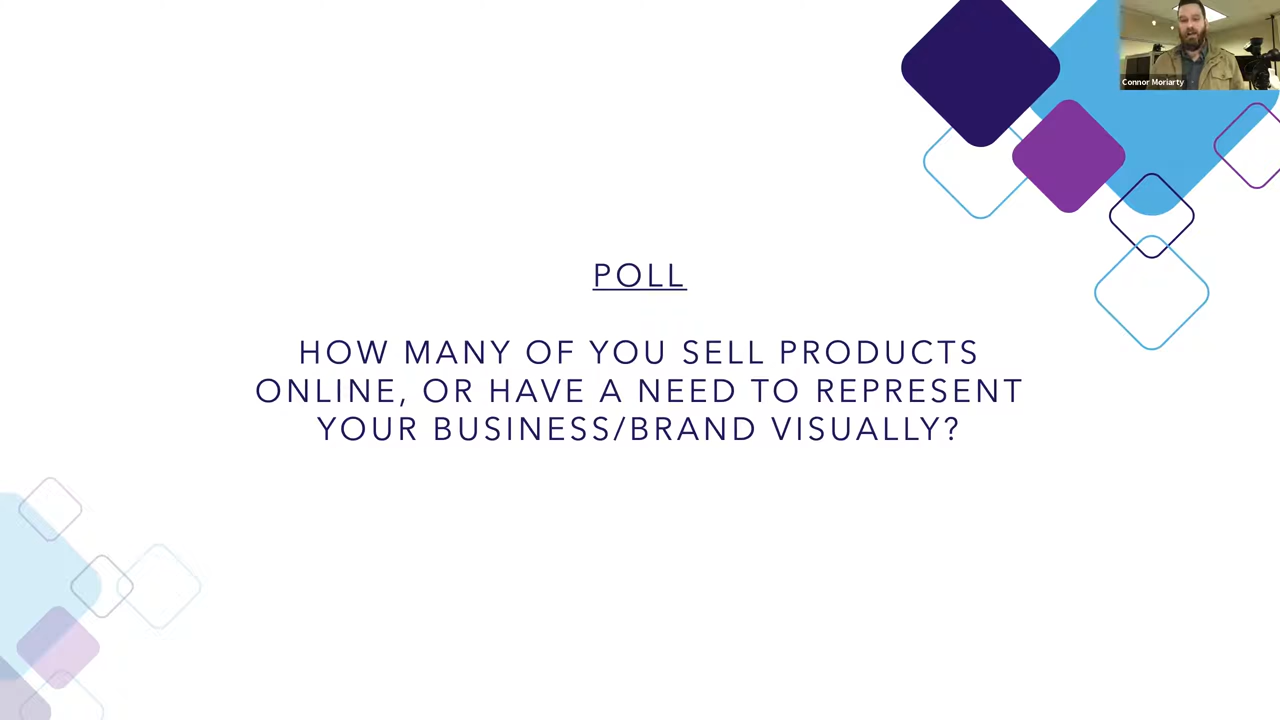 Connor Moriarty
POLL
HOW MANY OF YOU SELL PRODUCTS
ONLINE, OR HAVE A NEED TO REPRESENT
YOUR BUSINESS/BRAND VISUALLY?